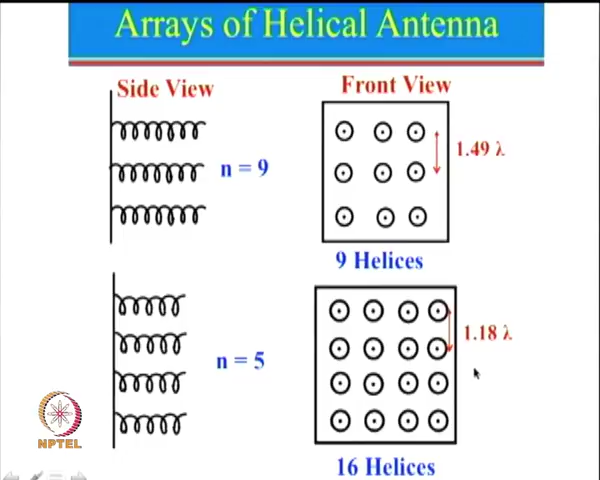 Arrays of Helical Antenna
Side View
Front View
n = 9
1.49 λ
9 Helices
n = 5
1.18 λ
16 Helices
NPTEL